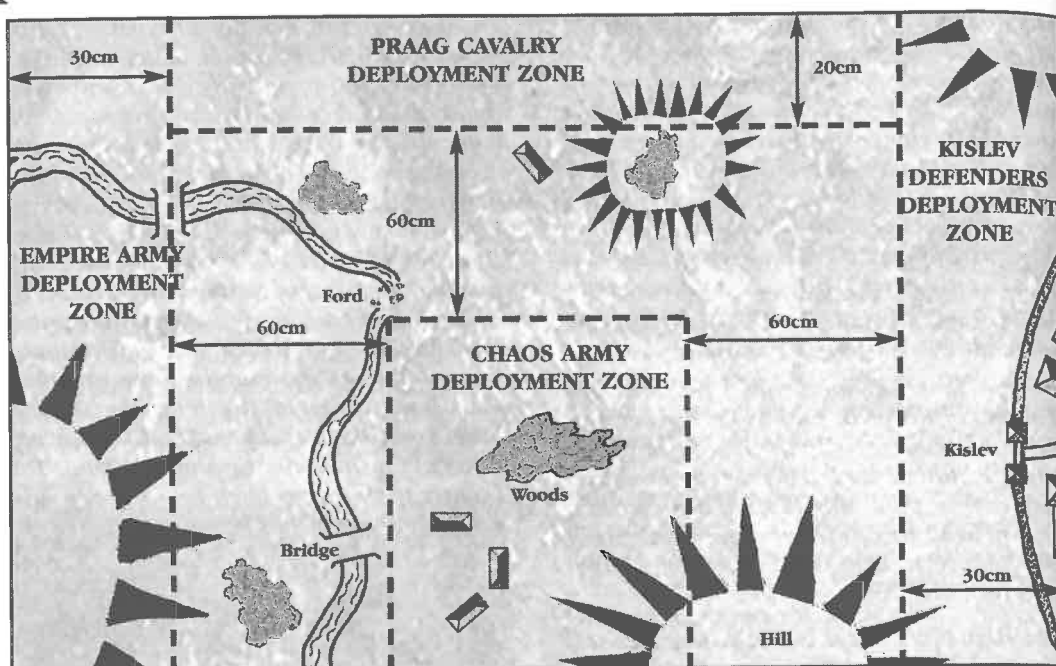 30cm
PRAAG CAVALRY
DEPLOYMENT ZONE
20cm
KISLEV
DEFENDERS
DEPLOYMENT
ZONE
60cm
EMPIRE ARMY
DEPLOYMENT
ZONE
Ford
60cm
CHAOS ARMY
DEPLOYMENT ZONE
60cm
Kislev
Woods
Bridge
30cm
Hill